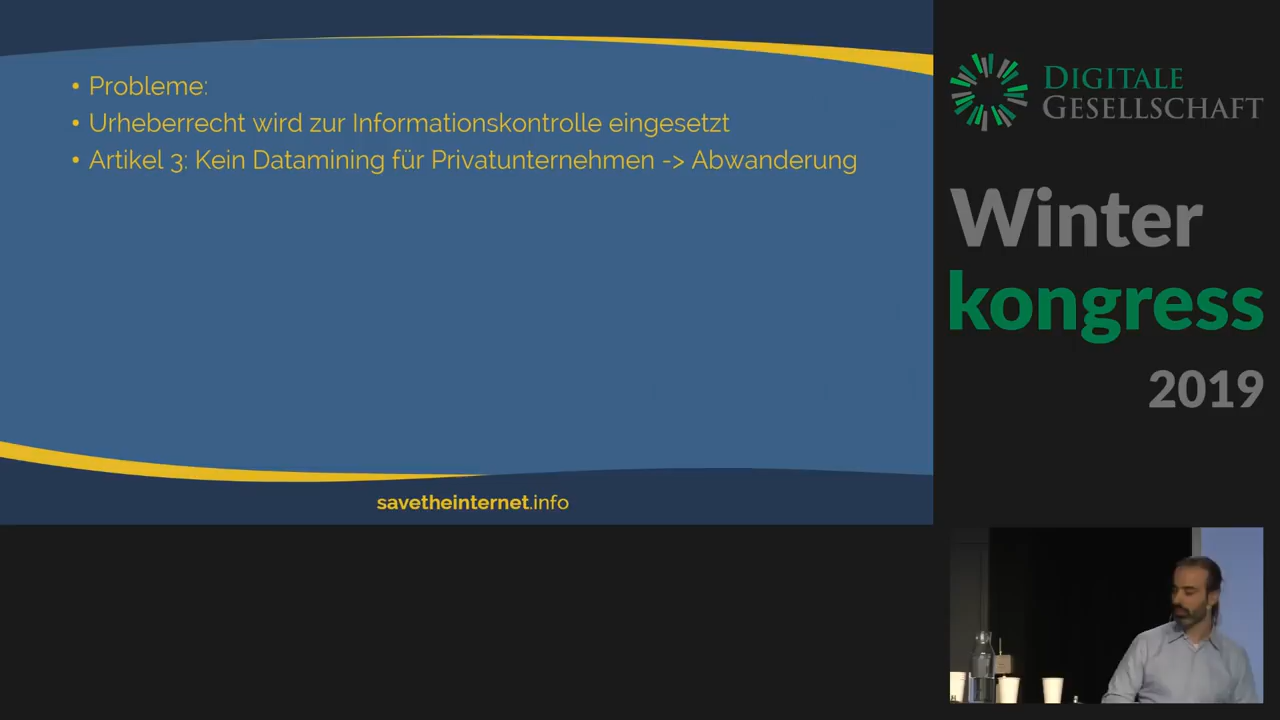 • Probleme:
• Urheberrecht wird zur Informationskontrolle eingesetzt
• Artikel 3: Kein Datamining für Privatunternehmen -> Abwanderung
savetheinternet.info
DIGITALE
GESELLSCHAFT
Winter
kongress
2019